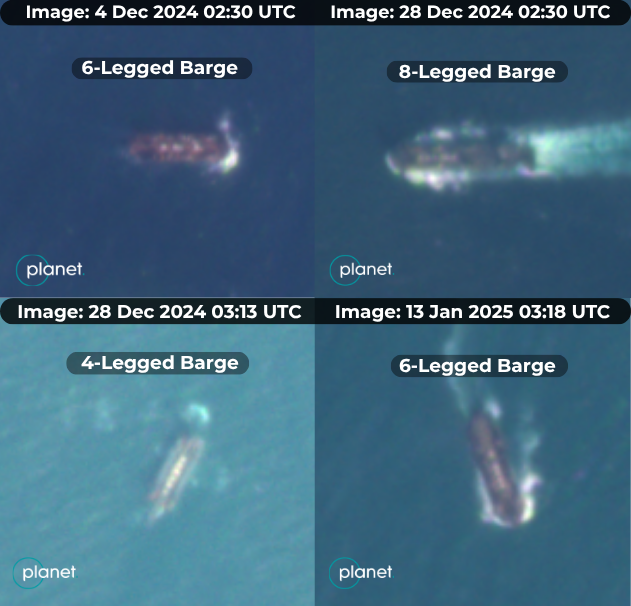 Image: 4 Dec 2024 02:30 UTC
6-Legged Barge
planet
Image: 28 Dec 2024 02:30 UTC
8-Legged Barge
planet
Image: 28 Dec 2024 03:13 UTC
4-Legged Barge
planet
Image: 13 Jan 2025 03:18 UTC
6-Legged Barge
planet